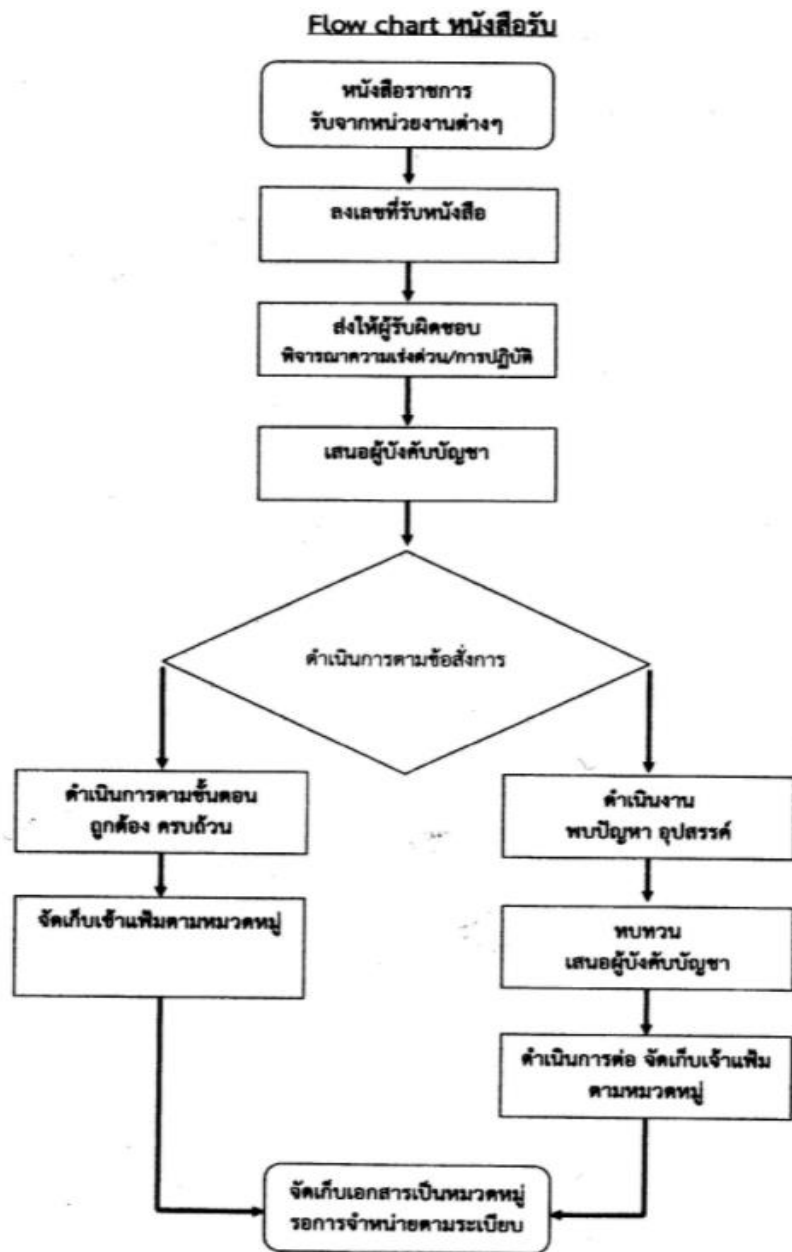 Flow chart หนังสือรับ
หนังสือราชการ
รับจากหน่วยงานต่างๆ
ลงเลขที่รับหนังสือ
ส่งให้ผู้รับผิดชอบ
พิจารณาความเร่งด่วน/การปฏิบัติ
เสนอผู้บังคับบัญชา
ดำเนินการตามข้อสั่งการ
ดำเนินการตามขั้นตอน
ถูกต้อง ครบถ้วน
จัดเก็บเข้าแฟ้มตามหมวดหมู่
ดำเนินงาน
พบปัญหา อุปสรรค์
ทบทวน
เสนอผู้บังคับบัญชา
ดำเนินการต่อ จัดเก็บเจ้าแฟ้ม
ตามหมวดหมู่
จัดเก็บเอกสารเป็นหมวดหมู่
รอการจำหน่ายตามระเบียบ